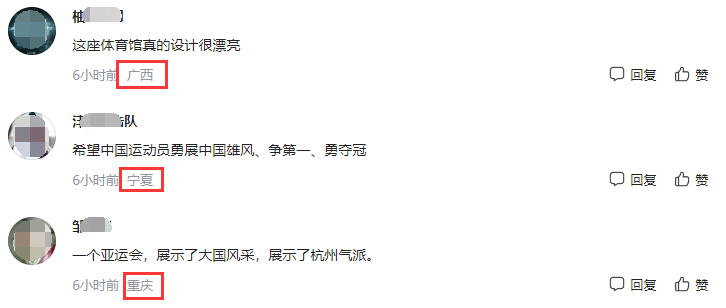 柚
这座体育馆真的设计很漂亮
6小时前 广西 回复 赞
队
希望中国运动员勇展中国雄风、争第一、勇夺冠
6小时前 宁夏 回复 赞
邹
一个亚运会，展示了大国风采，展示了杭州气派。
6小时前 重庆 回复 赞